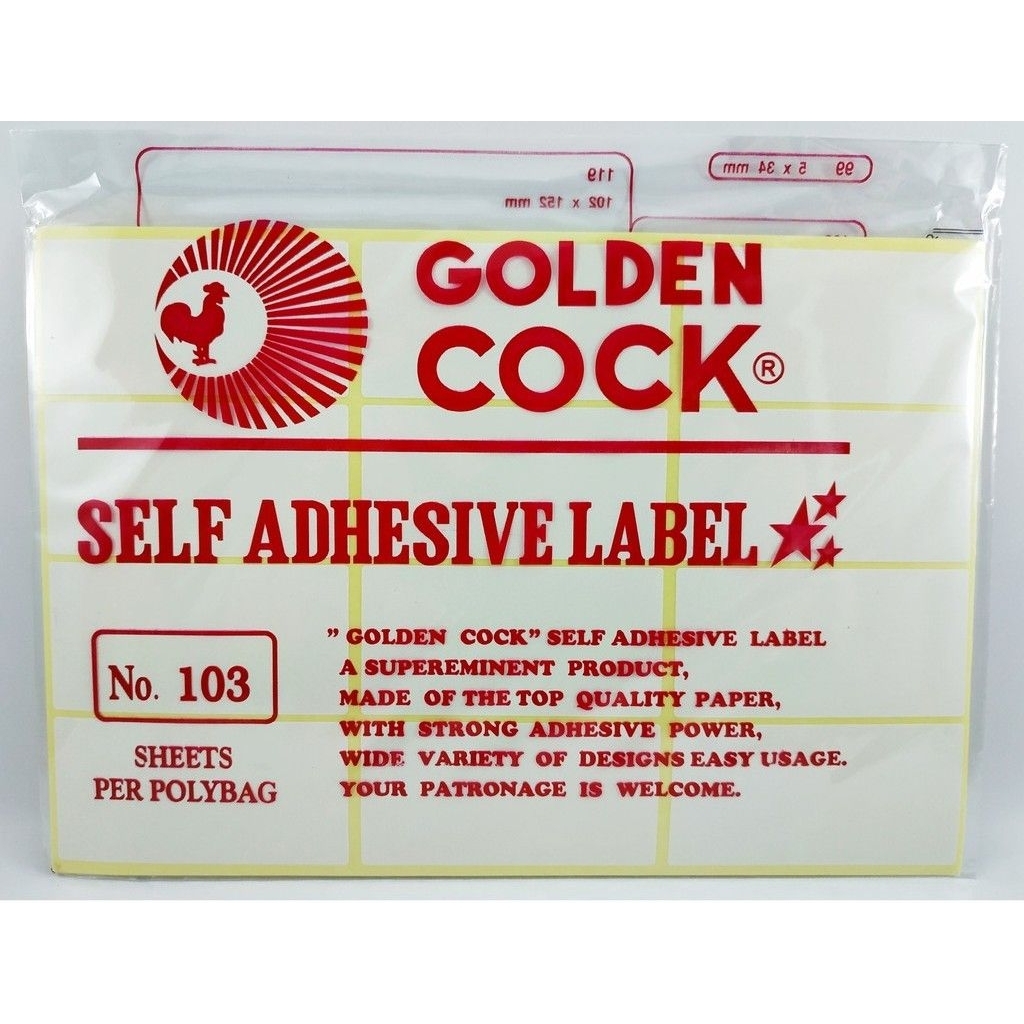 119
102 x 152 mm
99 5 x 34 mm
GOLDEN
COCK®
SELF ADHESIVE LABEL
No. 103
SHEETS
PER POLYBAG
" GOLDEN COCK" SELF ADHESIVE LABEL
A SUPEREMINENT PRODUCT,
MADE OF THE TOP QUALITY PAPER,
WITH STRONG ADHESIVE POWER,
WIDE VARIETY OF DESIGNS EASY USAGE.
YOUR PATRONAGE IS WELCOME.